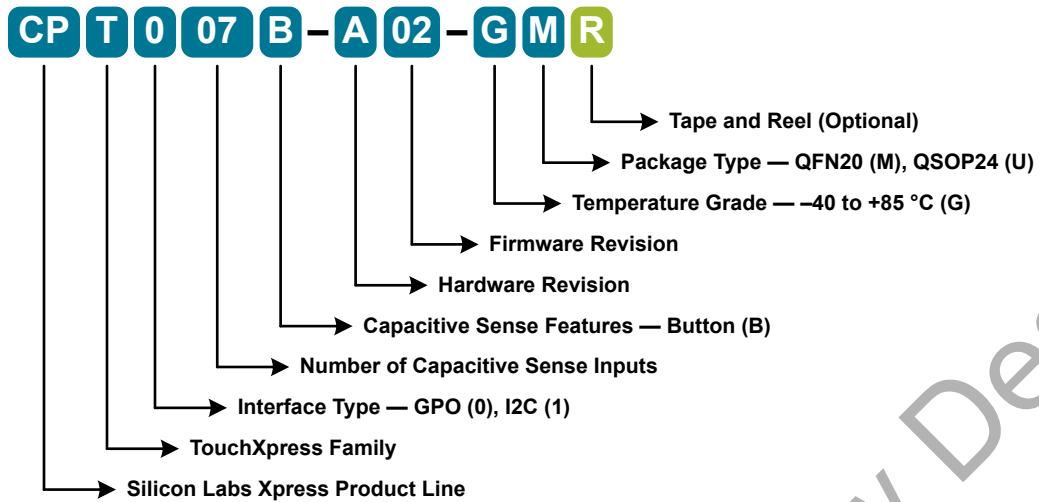 CP T 0 07 B – A 02 – G M R
Tape and Reel (Optional)
Package Type — QFN20 (M), QSOP24 (U)
Temperature Grade — –40 to +85 °C (G)
Firmware Revision
Hardware Revision
Capacitive Sense Features — Button (B)
Number of Capacitive Sense Inputs
Interface Type — GPO (0), I2C (1)
TouchXpress Family
Silicon Labs Xpress Product Line